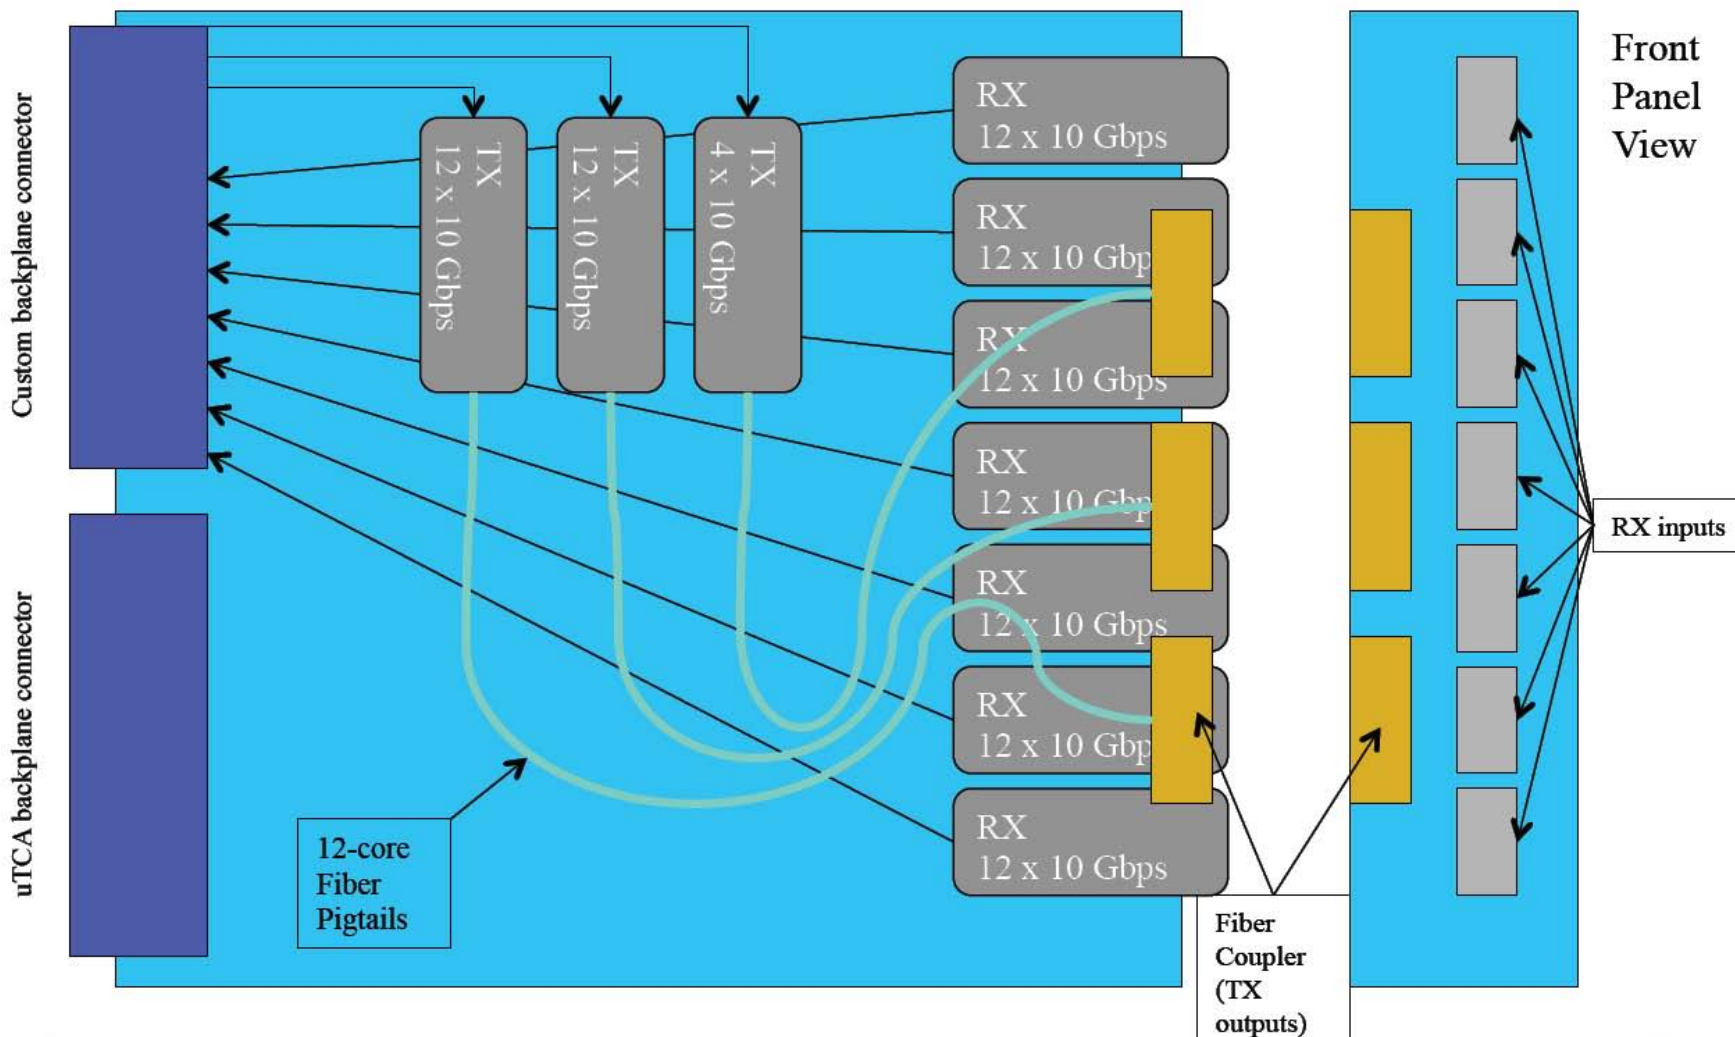 Custom backplane connector
uTCA backplane connector
TX
12 x 10 Gbps
TX
12 x 10 Gbps
TX
4 x 10 Gbps
RX
12 x 10 Gbps
RX
12 x 10 Gbp
RX
12 x 10 Gbps
RX
12 x 10 Gbps
RX
12 x 10 Gbps
RX
12 x 10 Gbp
RX
12 x 10 Gbps
12-core
Fiber
Pigtails
Fiber
Coupler
(TX
outputs)
Front
Panel
View
RX inputs